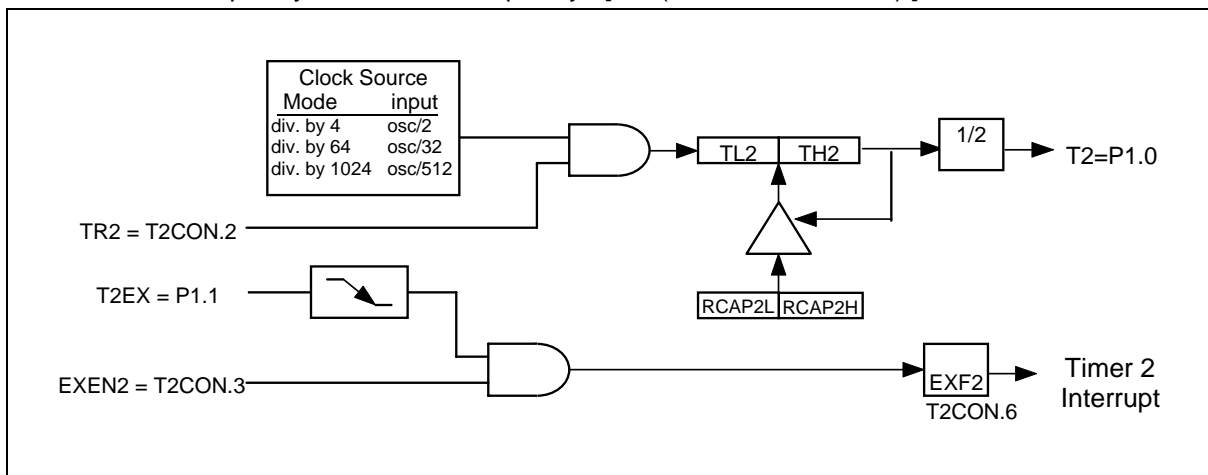 Clock Source
Mode input
div. by 4 osc/2
div. by 64 osc/32
div. by 1024 osc/512
TL2 TH2
1/2
T2=P1.0
TR2 = T2CON.2
T2EX = P1.1
RCAP2L RCAP2H
EXEN2 = T2CON.3
EXF2
T2CON.6
Timer 2
Interrupt